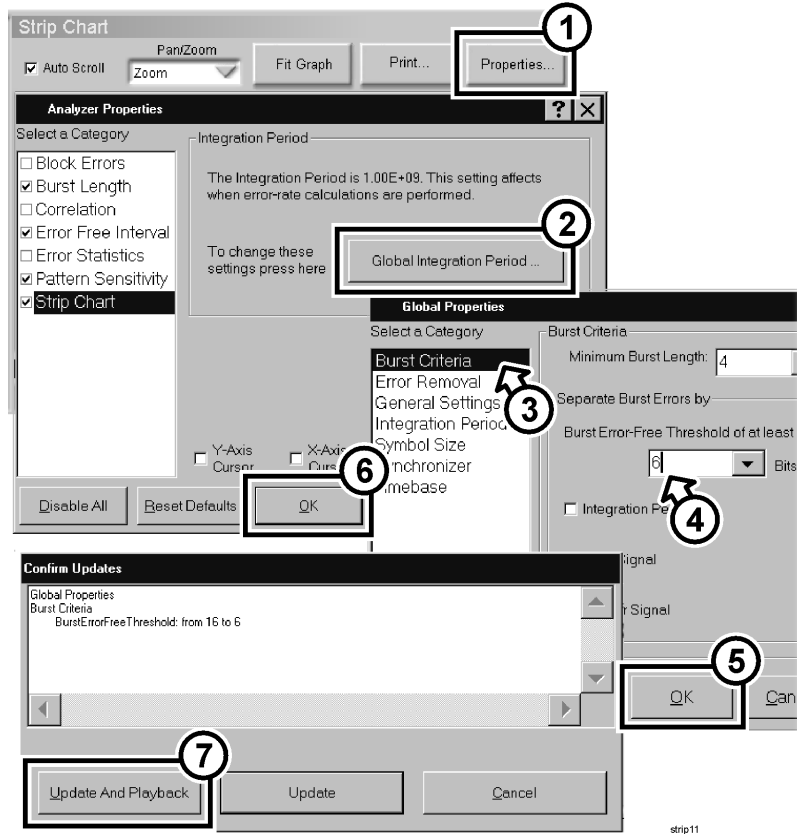 Strip Chart
1
Auto Scroll
Pan/Zoom
Zoom
Fit Graph
Print...
Properties...
Analyzer Properties
? ×
Select a Category
Block Errors
Burst Length
Correlation
Error Free Interval
Error Statistics
Pattern Sensitivity
Strip Chart
Integration Period
The Integration Period is 1.00E+09. This setting affects
when error-rate calculations are performed.
2
To change these
settings press here
Global Integration Period ...
Global Properties
Select a Category
Burst Criteria
Error Removal
General Settings
Integration Period
Symbol Size
3
Burst Criteria
Minimum Burst Length: 4
Separate Burst Errors by
Burst Error-Free Threshold of at least
6
Bits
4
Integration Pe
ignal
r Signal
Y-Axis
Cursor
X-Axis
6
Disable All
Reset Defaults
OK
5
OK
Can
Confirm Updates
Global Properties
Burst Criteria
BurstErrorFreeThreshold: from 16 to 6
7
Update And Playback
Update
Cancel
strip11